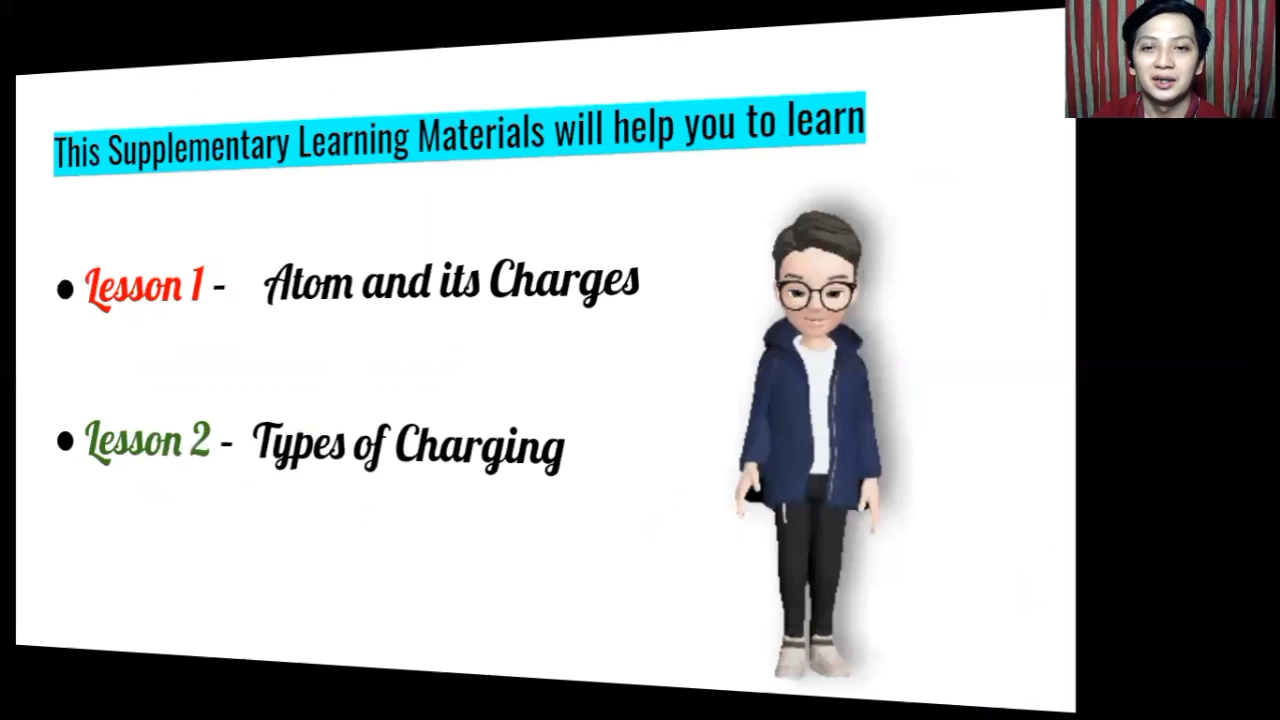 This Supplementary Learning Materials will help you to learn
● Lesson 1 - Atom and its Charges
● Lesson 2 - Types of Charging